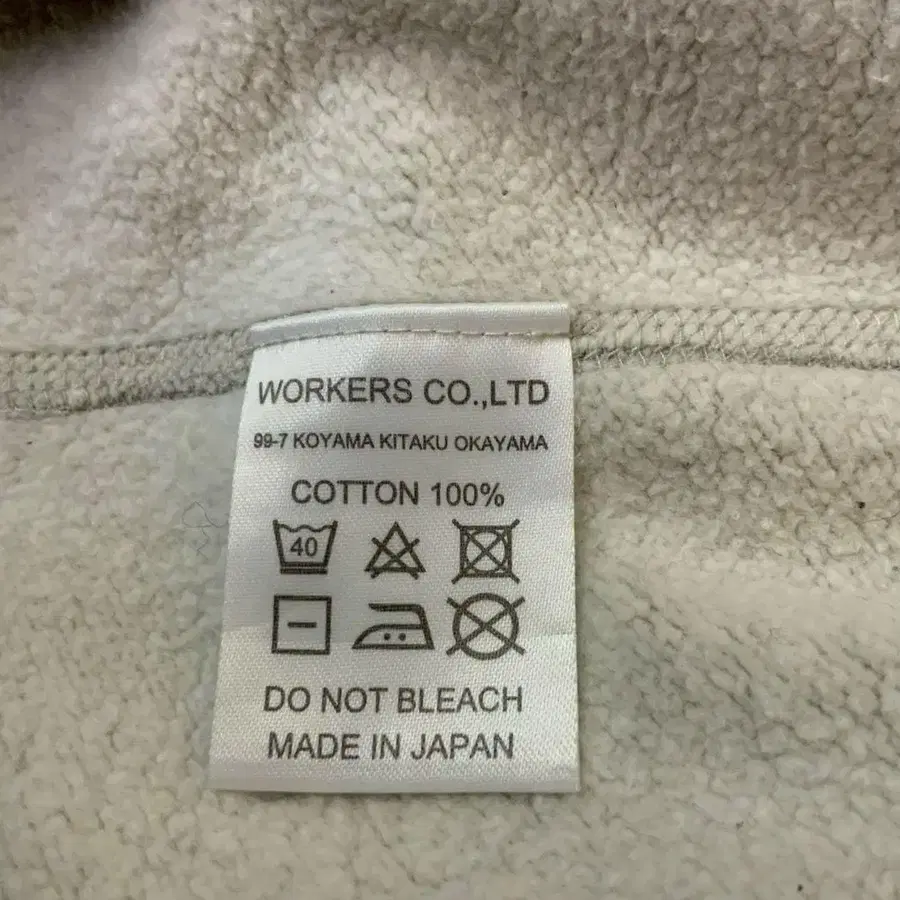 WORKERS CO.,LTD
99-7 KOYAMA KITAKU OKAYAMA
COTTON 100%
40
DO NOT BLEACH
MADE IN JAPAN